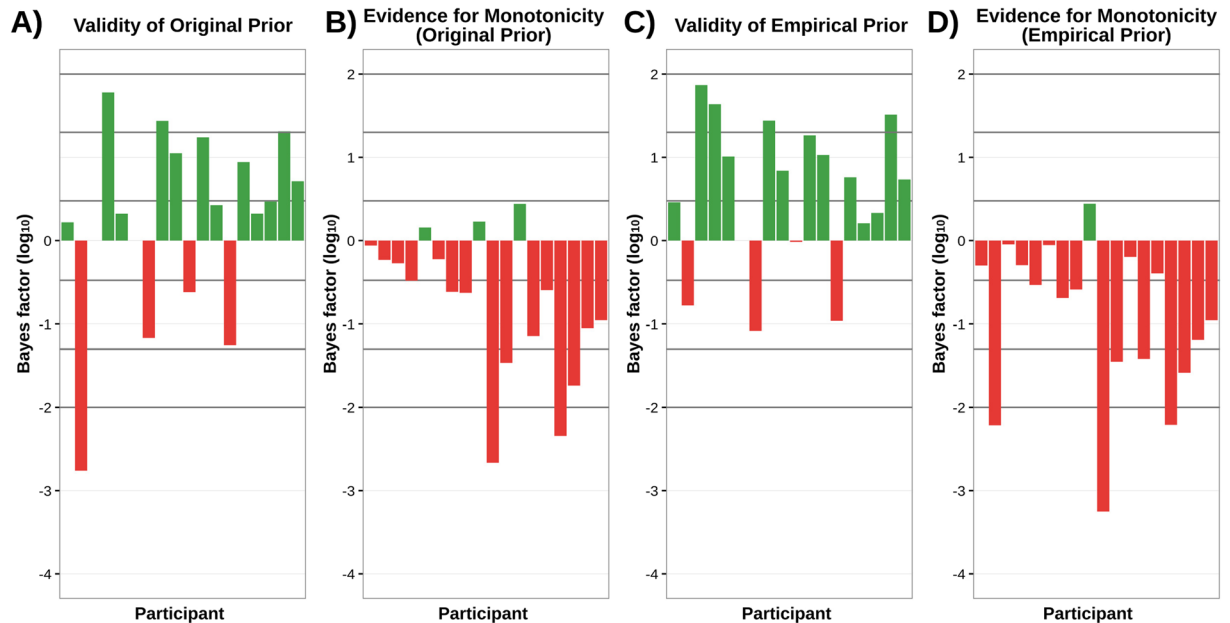 A) Validity of Original Prior
B) Evidence for Monotonicity
(Original Prior)
C) Validity of Empirical Prior
D) Evidence for Monotonicity
(Empirical Prior)
Bayes factor (log₁₀)
2
1
0
-1
-2
-3
-4
Participant
Bayes factor (log₁₀)
2
1
0
-1
-2
-3
-4
Participant
Bayes factor (log₁₀)
2
1
0
-1
-2
-3
-4
Participant
Bayes factor (log₁₀)
2
1
0
-1
-2
-3
-4
Participant